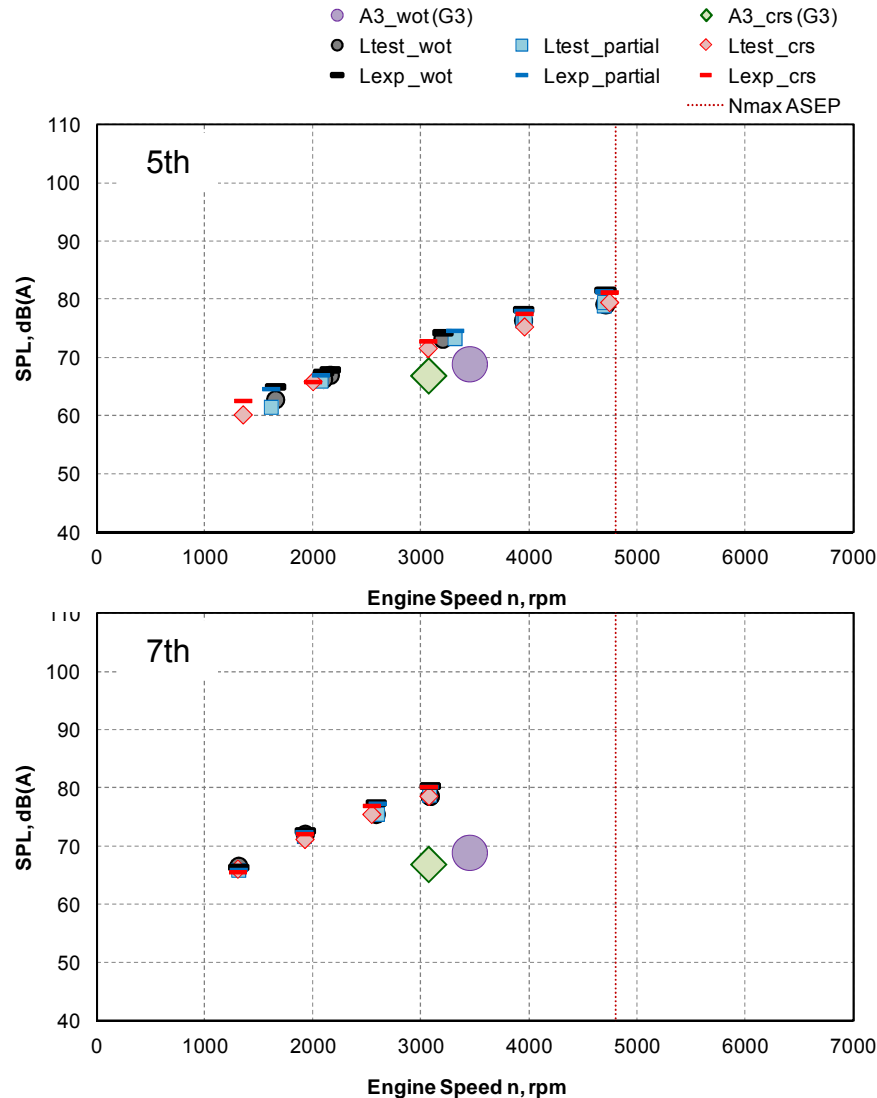 A3_wot (G3) A3_crs (G3)
Ltest_wot Ltest_partial Ltest_crs
Lexp_wot Lexp_partial Lexp_crs
Nmax ASEP
110
5th
100
90
80
70
60
50
40
SPL, dB(A)
0 1000 2000 3000 4000 5000 6000 7000
Engine Speed n, rpm
110
7th
100
90
80
70
60
50
40
SPL, dB(A)
0 1000 2000 3000 4000 5000 6000 7000
Engine Speed n, rpm